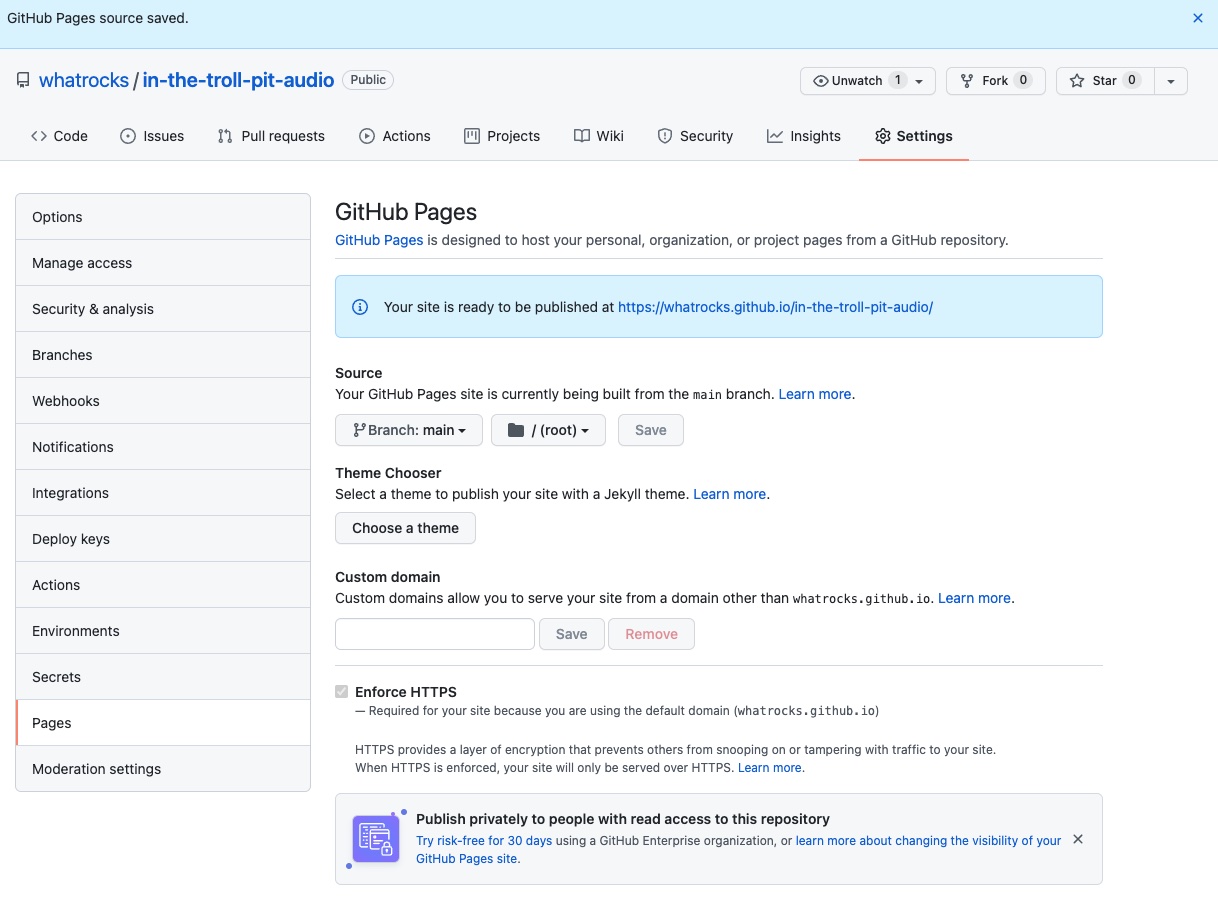 GitHub Pages source saved.
whatrocks / in-the-troll-pit-audio Public
Unwatch 1 Fork 0 Star 0
Code Issues Pull requests Actions Projects Wiki Security Insights Settings
Options
Manage access
Security & analysis
Branches
Webhooks
Notifications
Integrations
Deploy keys
Actions
Environments
Secrets
Pages
Moderation settings
GitHub Pages
GitHub Pages is designed to host your personal, organization, or project pages from a GitHub repository.
Your site is ready to be published at https://whatrocks.github.io/in-the-troll-pit-audio/
Source
Your GitHub Pages site is currently being built from the main branch. Learn more.
Branch: main / (root) Save
Theme Chooser
Select a theme to publish your site with a Jekyll theme. Learn more.
Choose a theme
Custom domain
Custom domains allow you to serve your site from a domain other than whatrocks.github.io. Learn more.
Save Remove
Enforce HTTPS
— Required for your site because you are using the default domain (whatrocks.github.io)
HTTPS provides a layer of encryption that prevents others from snooping on or tampering with traffic to your site.
When HTTPS is enforced, your site will only be served over HTTPS. Learn more.
Publish privately to people with read access to this repository
Try risk-free for 30 days using a GitHub Enterprise organization, or learn more about changing the visibility of your
GitHub Pages site.